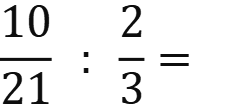 10/21 : 2/3 =